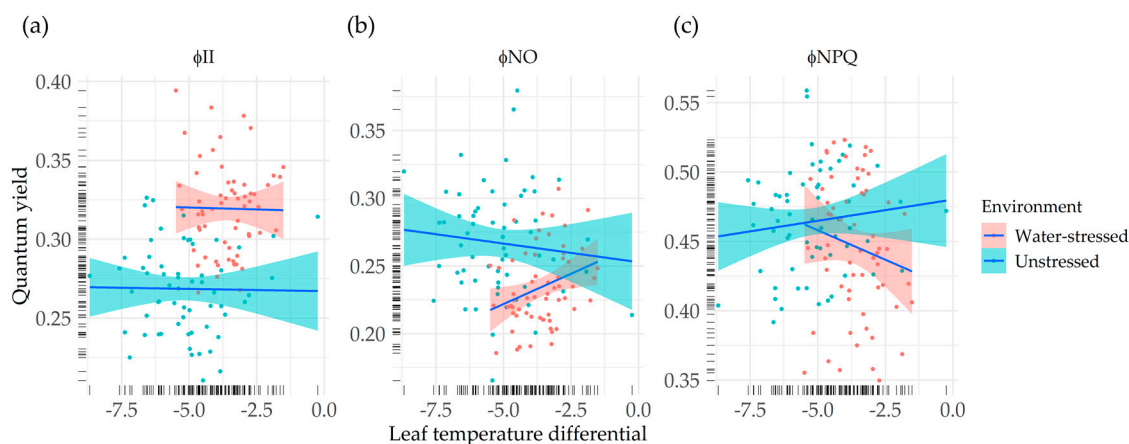 (a)
(b)
(c)
ϕII
ϕNO
ϕNPQ
Quantum yield
0.40
0.35
0.30
0.25
0.35
0.30
0.25
0.20
0.55
0.50
0.45
0.40
0.35
-7.5 -5.0 -2.5 0.0
-7.5 -5.0 -2.5 0.0
-7.5 -5.0 -2.5 0.0
Leaf temperature differential
Environment
Water-stressed
Unstressed